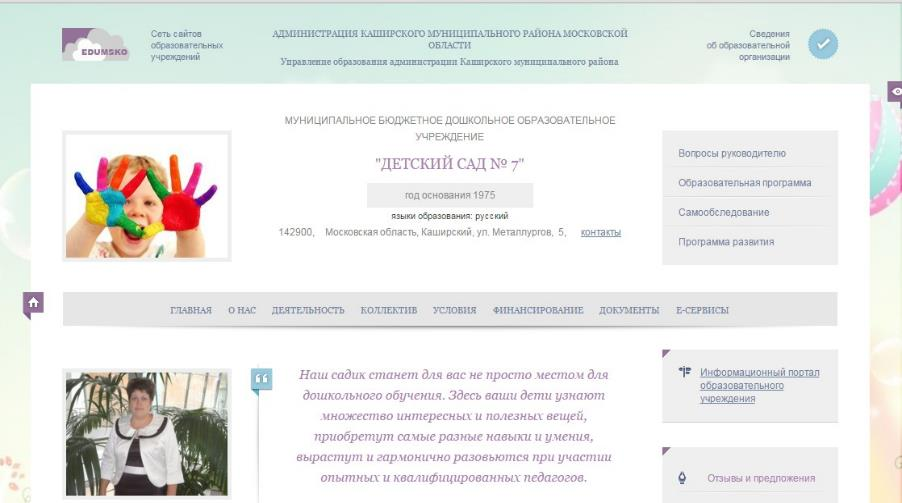 EDUMSKO
Сеть сайтов
образовательных
учреждений
АДМИНИСТРАЦИЯ КАШИРСКОГО МУНИЦИПАЛЬНОГО РАЙОНА МОСКОВСКОЙ
ОБЛАСТИ
Управление образования администрации Каширского муниципального района
Сведения
об образовательной
организации
МУНИЦИПАЛЬНОЕ БЮДЖЕТНОЕ ДОШКОЛЬНОЕ ОБРАЗОВАТЕЛЬНОЕ
УЧРЕЖДЕНИЕ
"ДЕТСКИЙ САД № 7"
год основания 1975
языки образования: русский
142900, Московская область, Каширский, ул. Металлургов, 5, контакты
Вопросы руководителю
Образовательная программа
Самообследование
Программа развития
ГЛАВНАЯ О НАС ДЕЯТЕЛЬНОСТЬ КОЛЛЕКТИВ УСЛОВИЯ ФИНАНСИРОВАНИЕ ДОКУМЕНТЫ Е-СЕРВИСЫ
Наш садик станет для вас не просто местом для
дошкольного обучения. Здесь ваши дети узнают
множество интересных и полезных вещей,
приобретут самые разные навыки и умения,
вырастут и гармонично разовьются при участии
опытных и квалифицированных педагогов.
Информационный портал
образовательного
учреждения
Отзывы и предложения